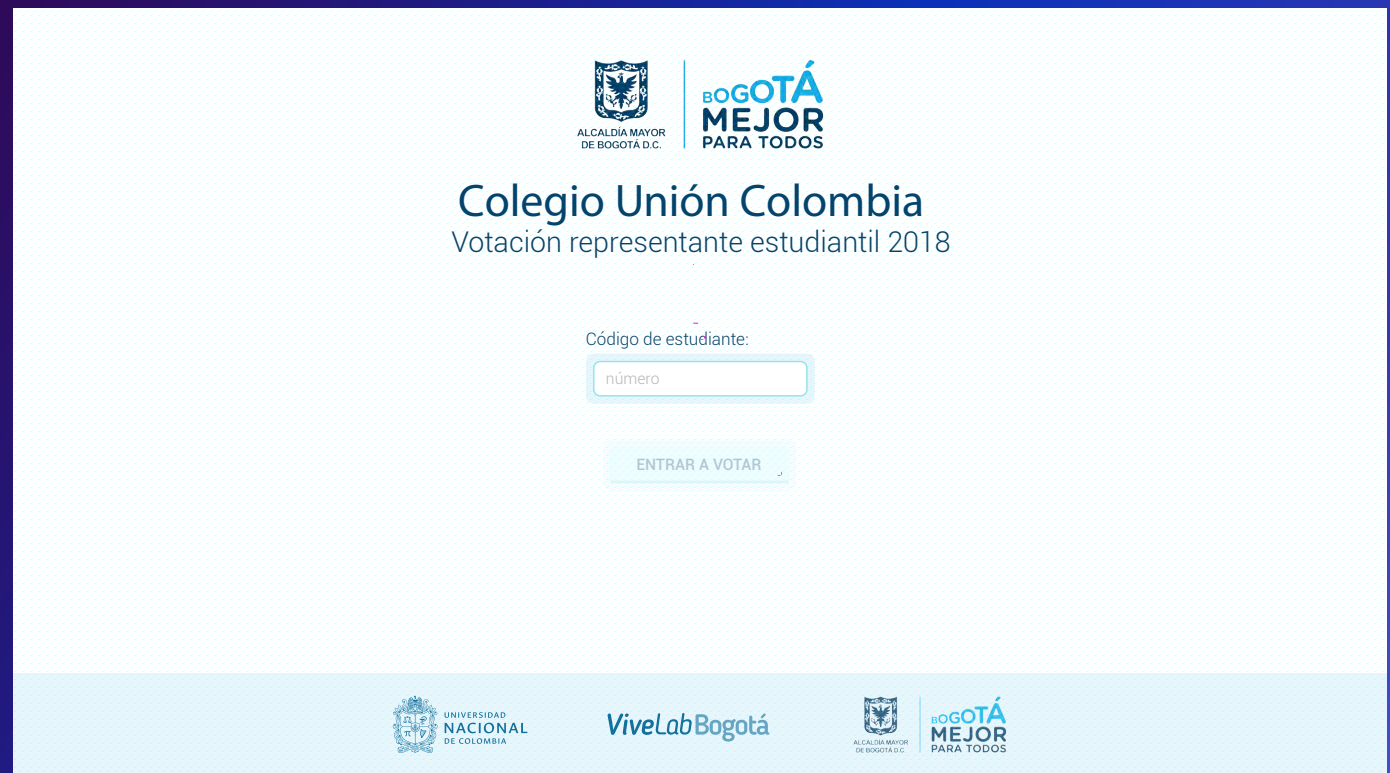 ALCALDÍA MAYOR
DE BOGOTÁ D.C.
BOGOTÁ
MEJOR
PARA TODOS
Colegio Unión Colombia
Votación representante estudiantil 2018
Código de estudiante:
número
ENTRAR A VOTAR
UNIVERSIDAD
NACIONAL
DE COLOMBIA
ViveLab Bogotá
ALCALDÍA MAYOR
DE BOGOTÁ D.C.
BOGOTÁ
MEJOR
PARA TODOS